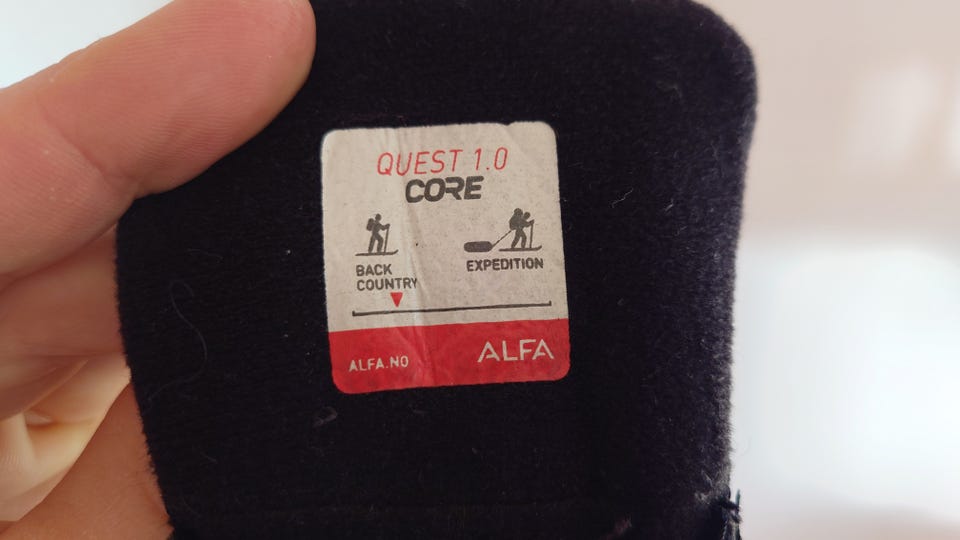 QUEST 1.0
CORE
BACK
COUNTRY
EXPEDITION
ALFA.NO
ALFA